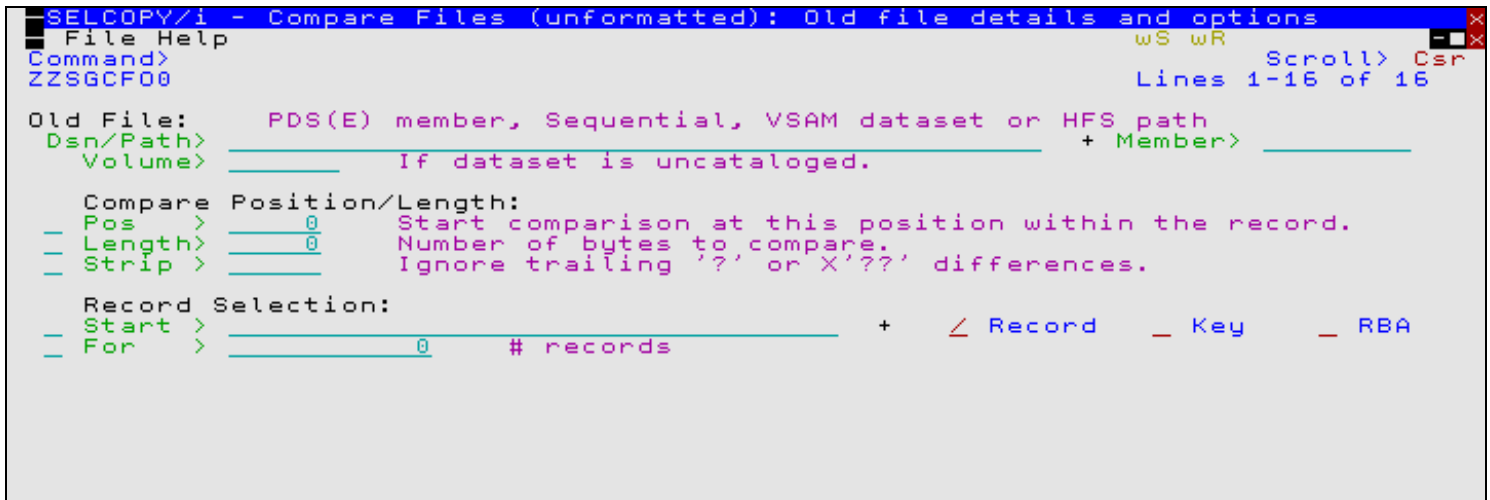 SELCOPY/i - Compare Files (unformatted): Old file details and options ×
File Help wS wR ×
Command> Scroll> Csr
ZZSGCFO0 Lines 1-16 of 16
Old File: PDS(E) member, Sequential, VSAM dataset or HFS path
Dsn/Path> + Member>
Volume> If dataset is uncataloged.
Compare Position/Length:
_ Pos > 0 Start comparison at this position within the record.
_ Length> 0 Number of bytes to compare.
_ Strip > Ignore trailing '?' or X'??' differences.
Record Selection:
_ Start > + / Record _ Key _ RBA
_ For > 0 # records